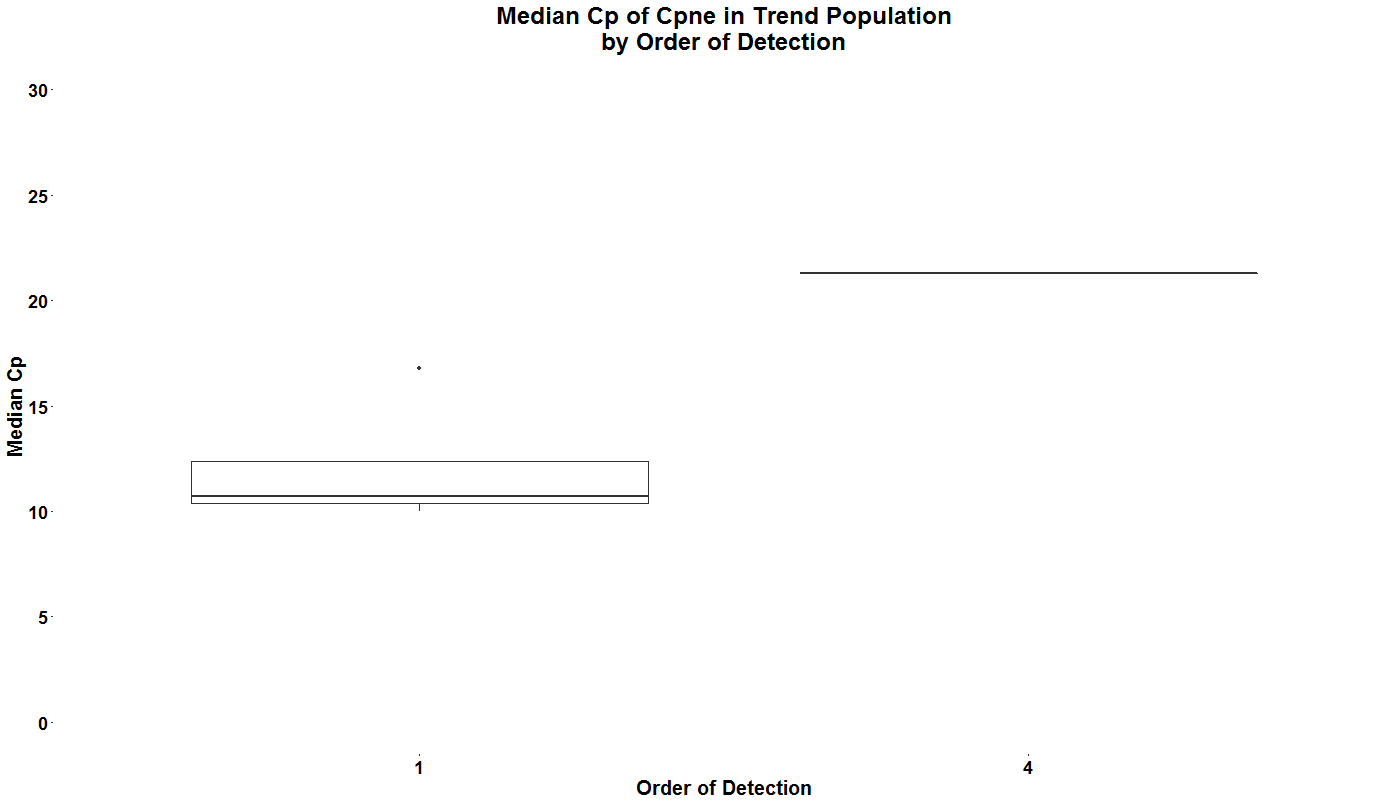 Median Cp of Cpne in Trend Population
by Order of Detection
30
25
20
15
10
5
0
Median Cp
1
4
Order of Detection